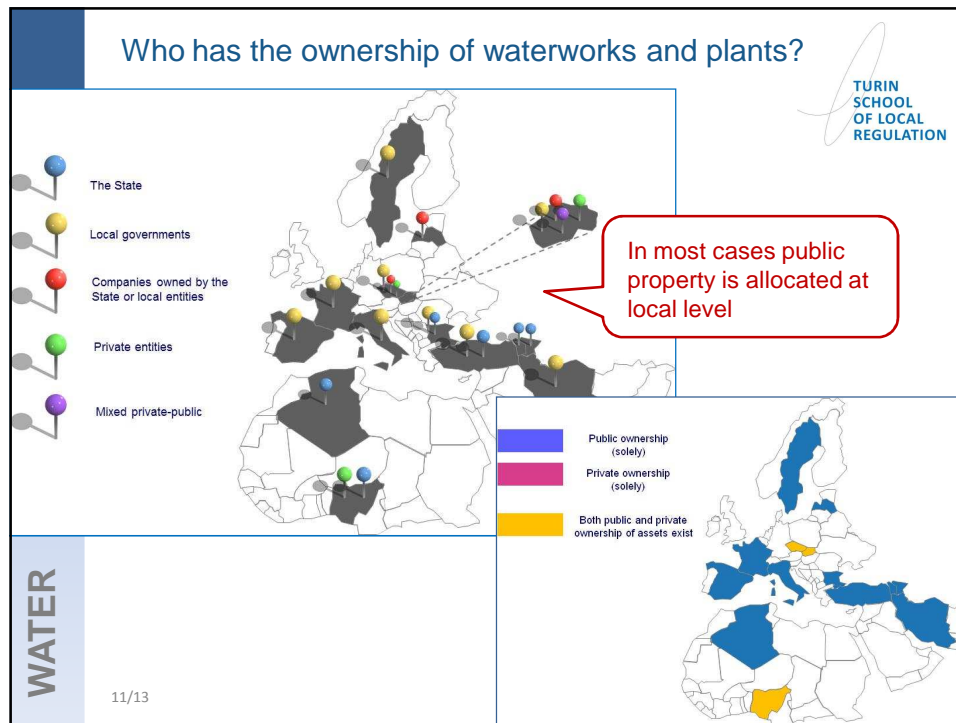 Who has the ownership of waterworks and plants?
TURIN
SCHOOL
OF LOCAL
REGULATION
The State
Local governments
Companies owned by the
State or local entities
Private entities
Mixed private-public
In most cases public
property is allocated at
local level
Public ownership
(solely)
Private ownership
(solely)
Both public and private
ownership of assets exist
WATER
11/13